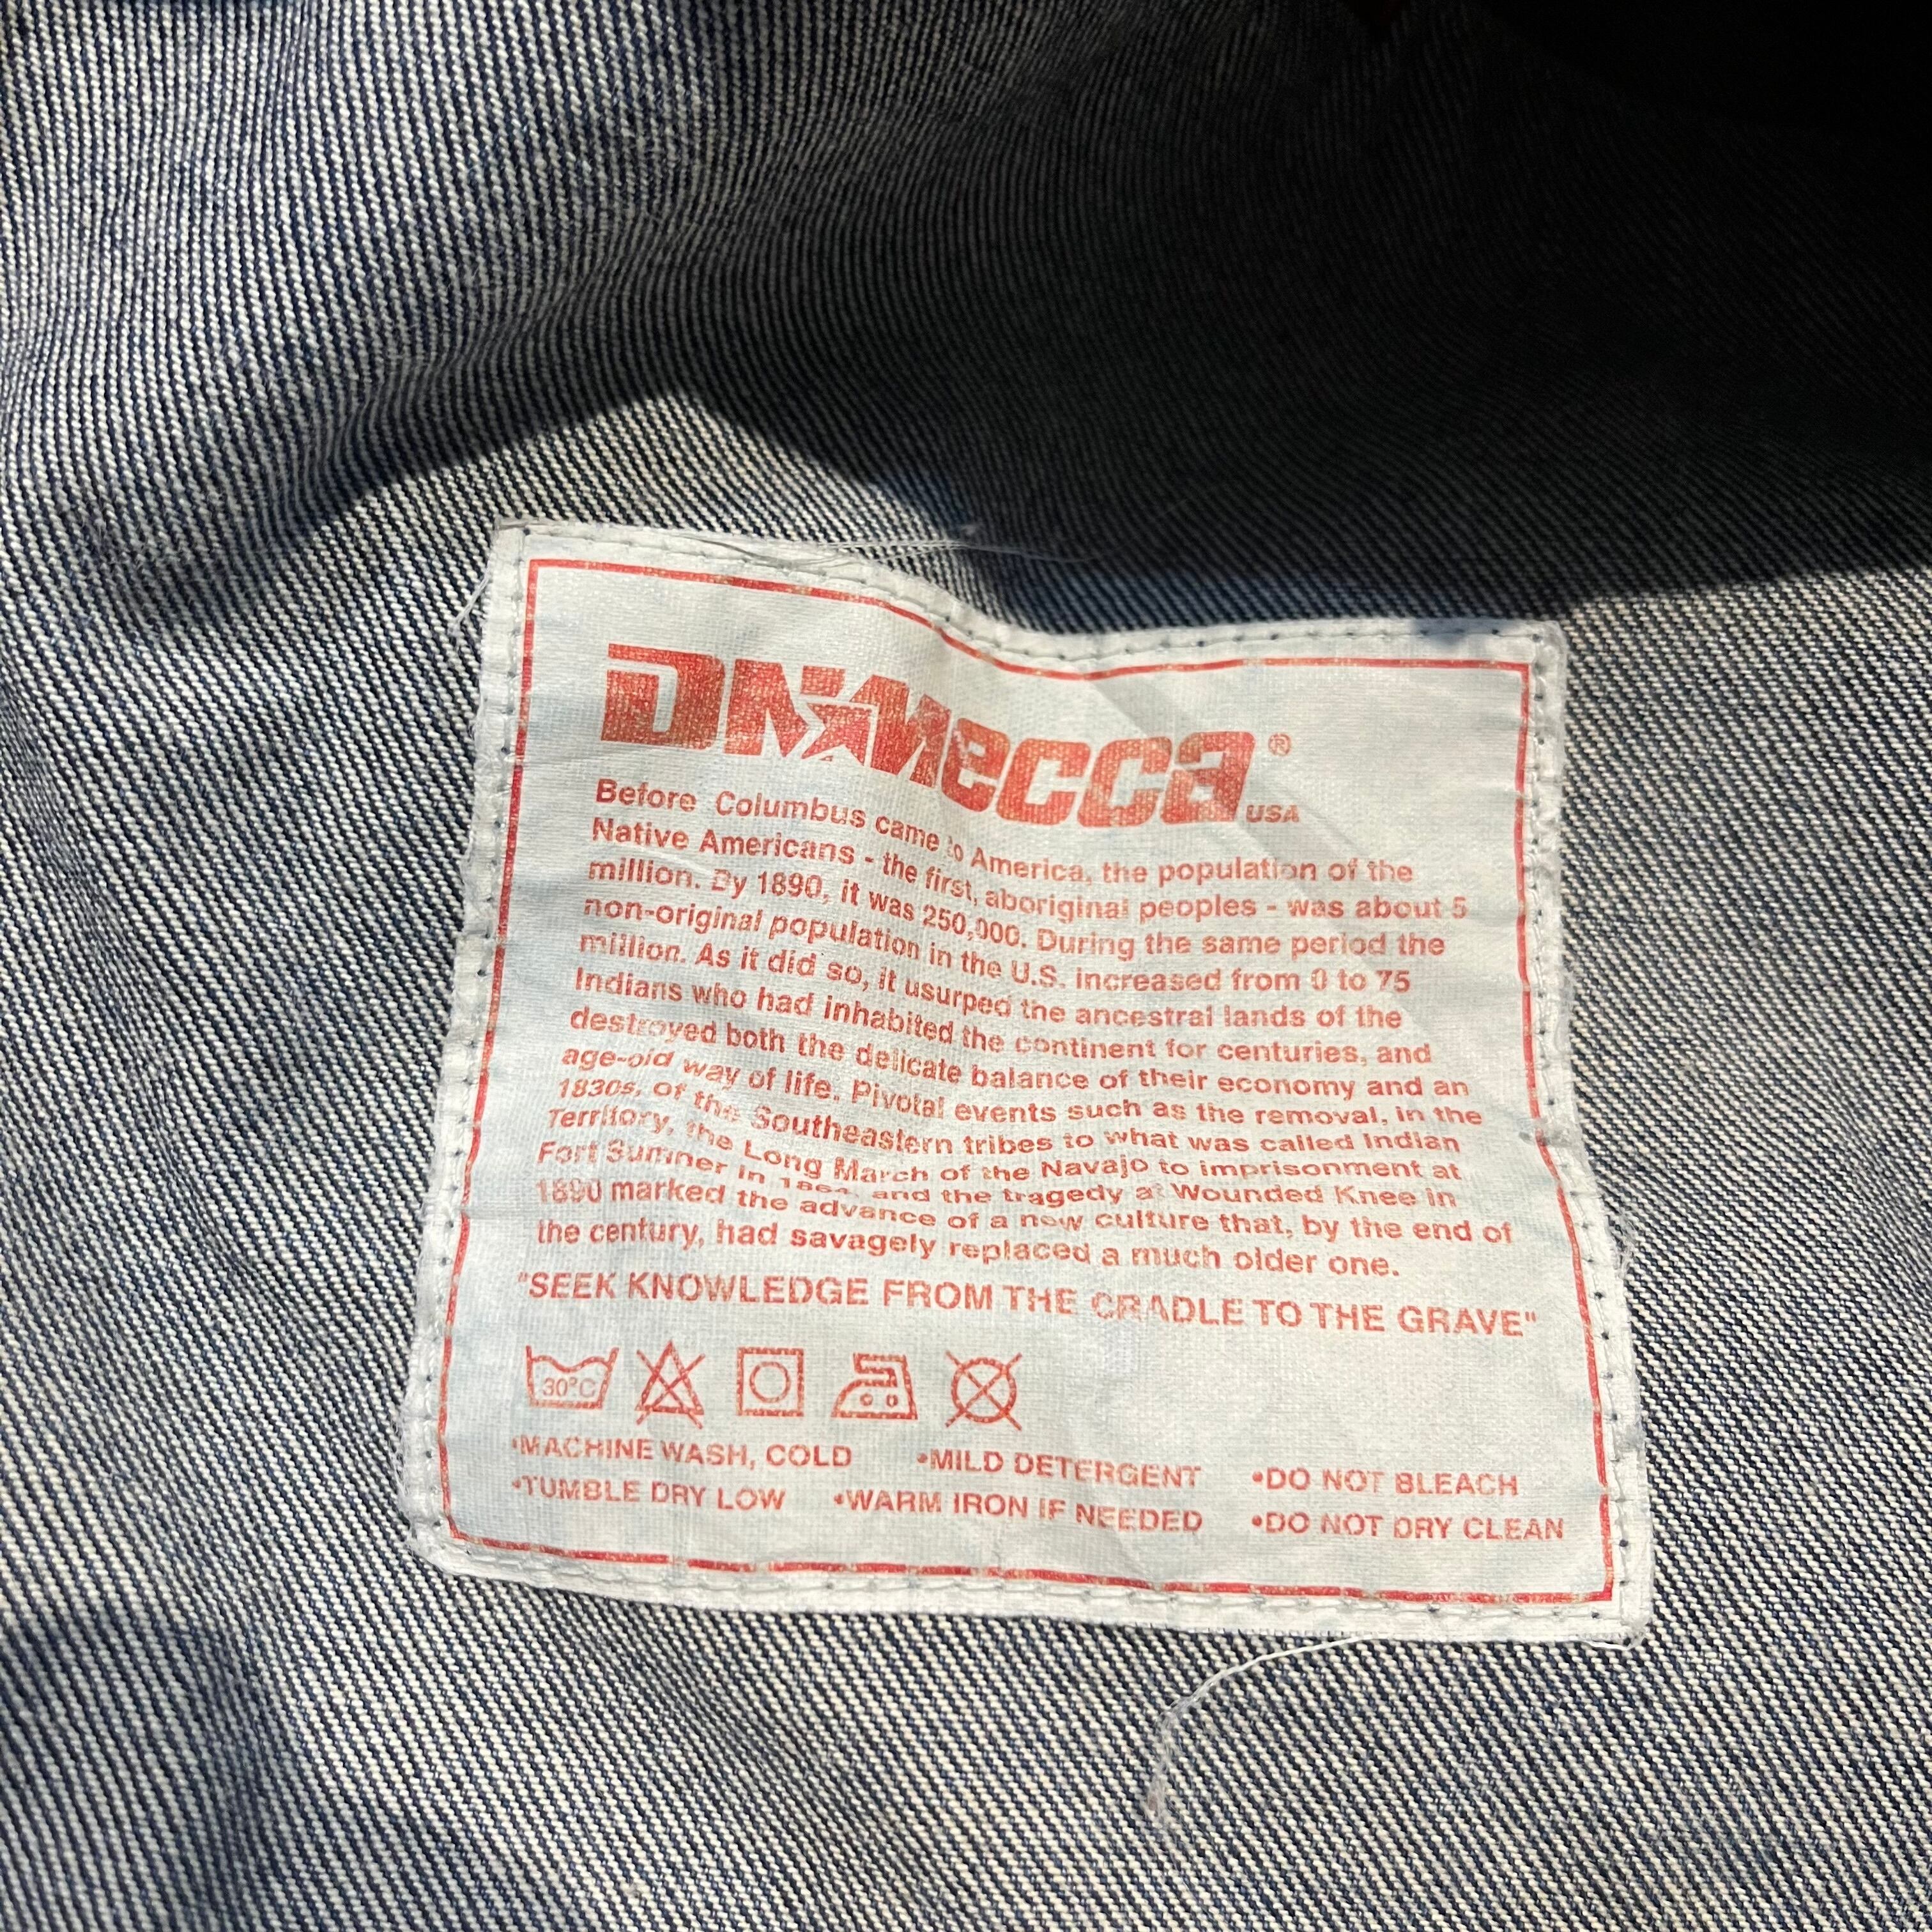 DNMecca®
USA
Before Columbus came to America, the population of the
Native Americans - the first, aboriginal peoples - was about 5
million. By 1890, it was 250,000. During the same period the
non-original population in the U.S. increased from 0 to 75
million. As it did so, it usurped the ancestral lands of the
Indians who had inhabited the continent for centuries, and
destroyed both the delicate balance of their economy and an
age-old way of life. Pivotal events such as the removal, in the
1830s, of the Southeastern tribes to what was called Indian
Territory, the Long March of the Navajo to imprisonment at
Fort Sumner in 1864, and the tragedy at Wounded Knee in
1890 marked the advance of a new culture that, by the end of
the century, had savagely replaced a much older one.
"SEEK KNOWLEDGE FROM THE CRADLE TO THE GRAVE"
30°C
•MACHINE WASH, COLD •MILD DETERGENT •DO NOT BLEACH
•TUMBLE DRY LOW •WARM IRON IF NEEDED •DO NOT DRY CLEAN